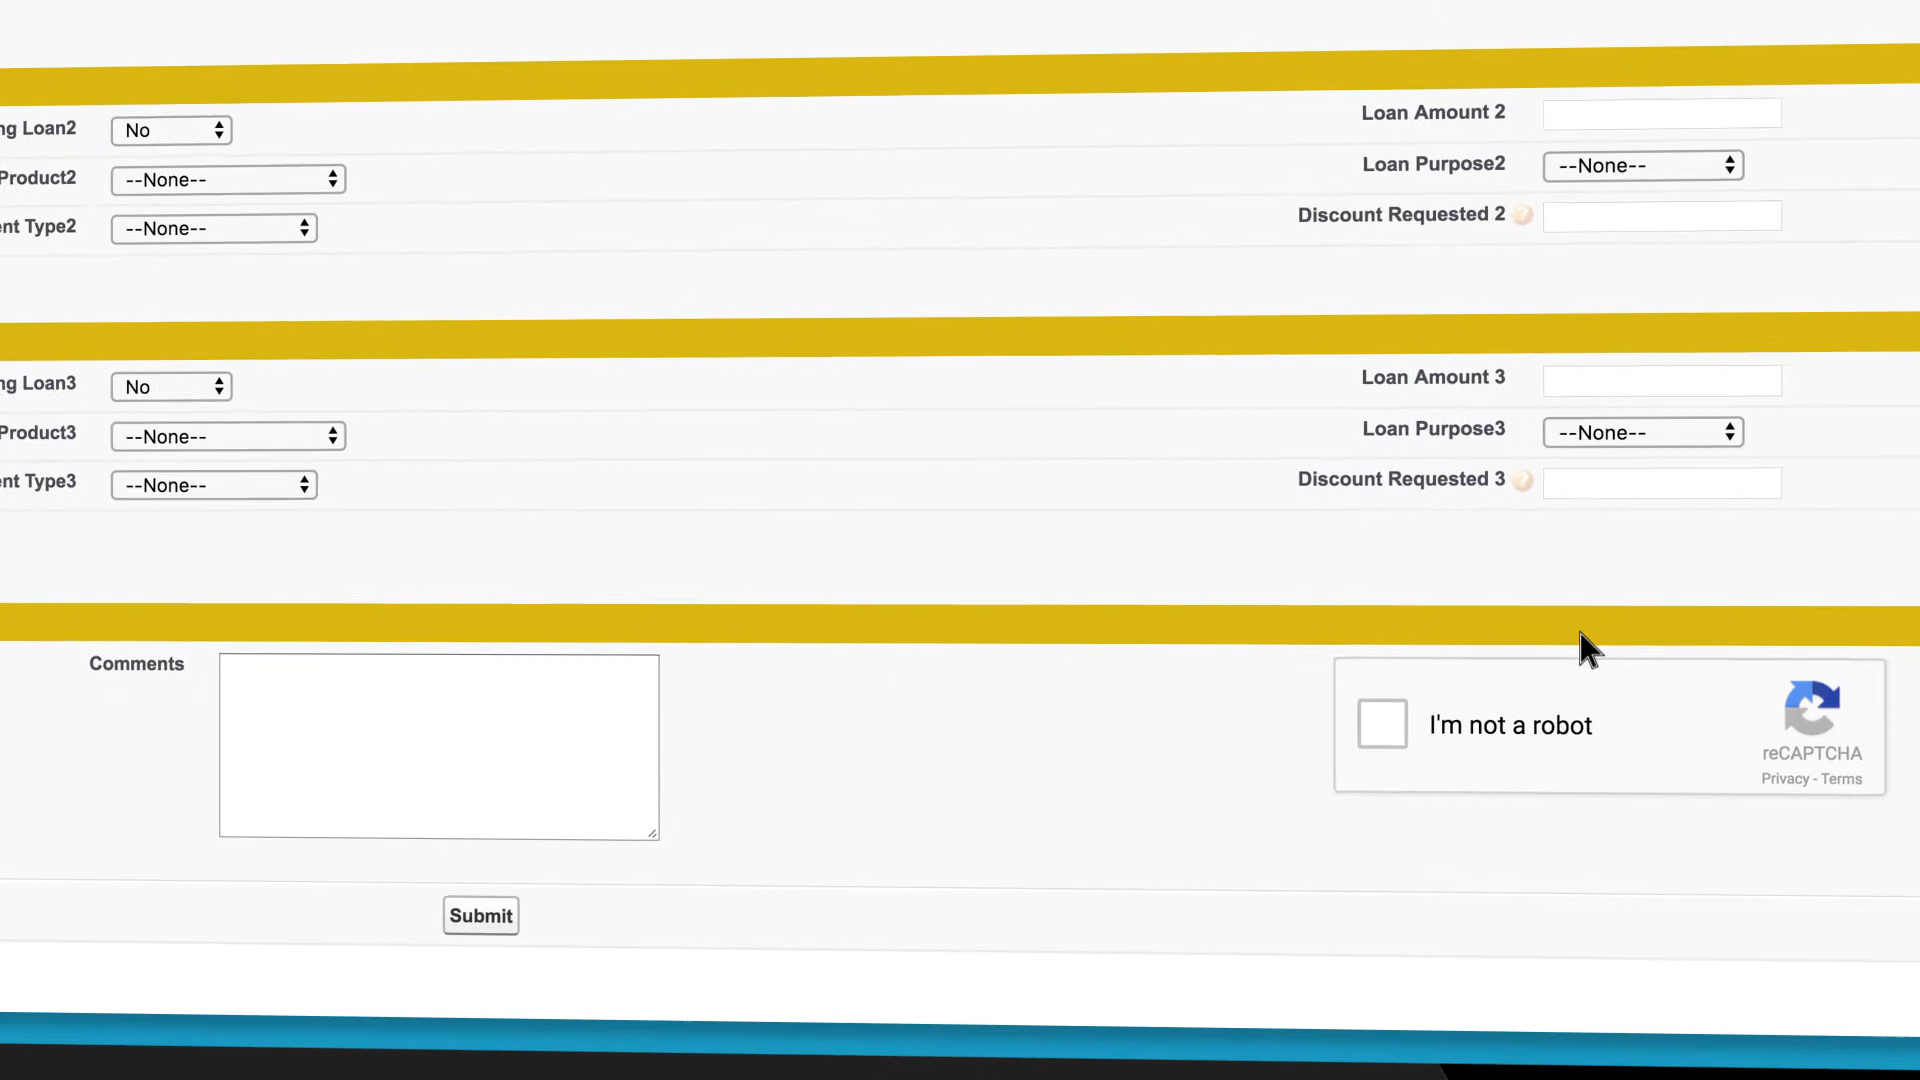 ng Loan2 No Loan Amount 2
Product2 --None-- Loan Purpose2 --None--
ent Type2 --None-- Discount Requested 2 ?
ng Loan3 No Loan Amount 3
Product3 --None-- Loan Purpose3 --None--
ent Type3 --None-- Discount Requested 3 ?
Comments
I'm not a robot
reCAPTCHA
Privacy - Terms
Submit